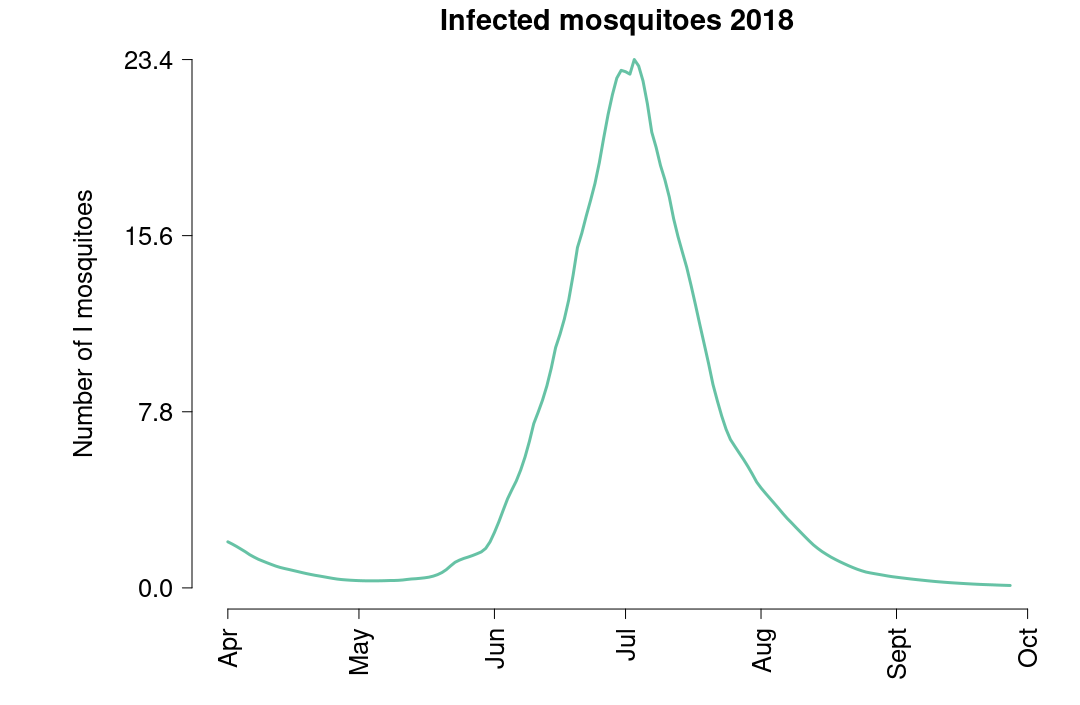 Infected mosquitoes 2018
Number of I mosquitoes
23.4
15.6
7.8
0.0
Apr
May
Jun
Jul
Aug
Sept
Oct